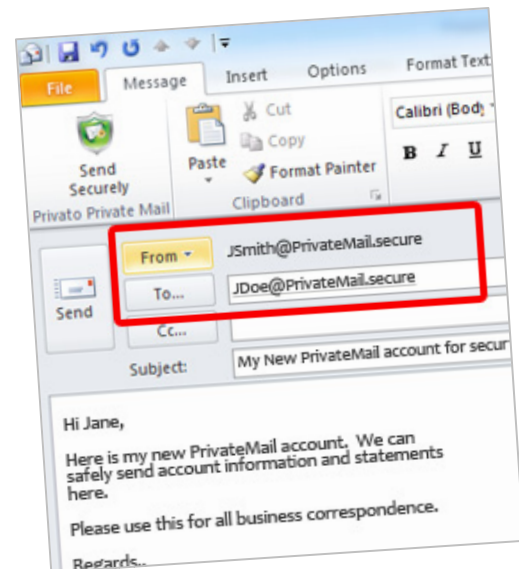 File Message Insert Options Format Text
Send Securely
Paste
Cut
Copy
Format Painter
Calibri (Body
B I U
Privato Private Mail Clipboard
From JSmith@PrivateMail.secure
Send
To... JDoe@PrivateMail.secure
Cc...
Subject: My New PrivateMail account for secur
Hi Jane,
Here is my new PrivateMail account. We can
safely send account information and statements
here.
Please use this for all business correspondence.
Regards..